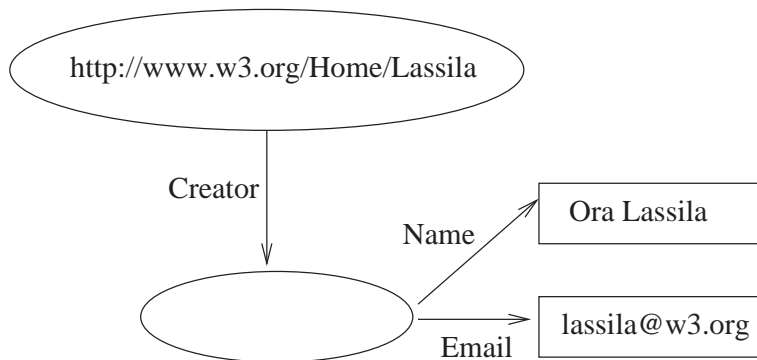 http://www.w3.org/Home/Lassila
Creator
Name
Ora Lassila
Email
lassila@w3.org